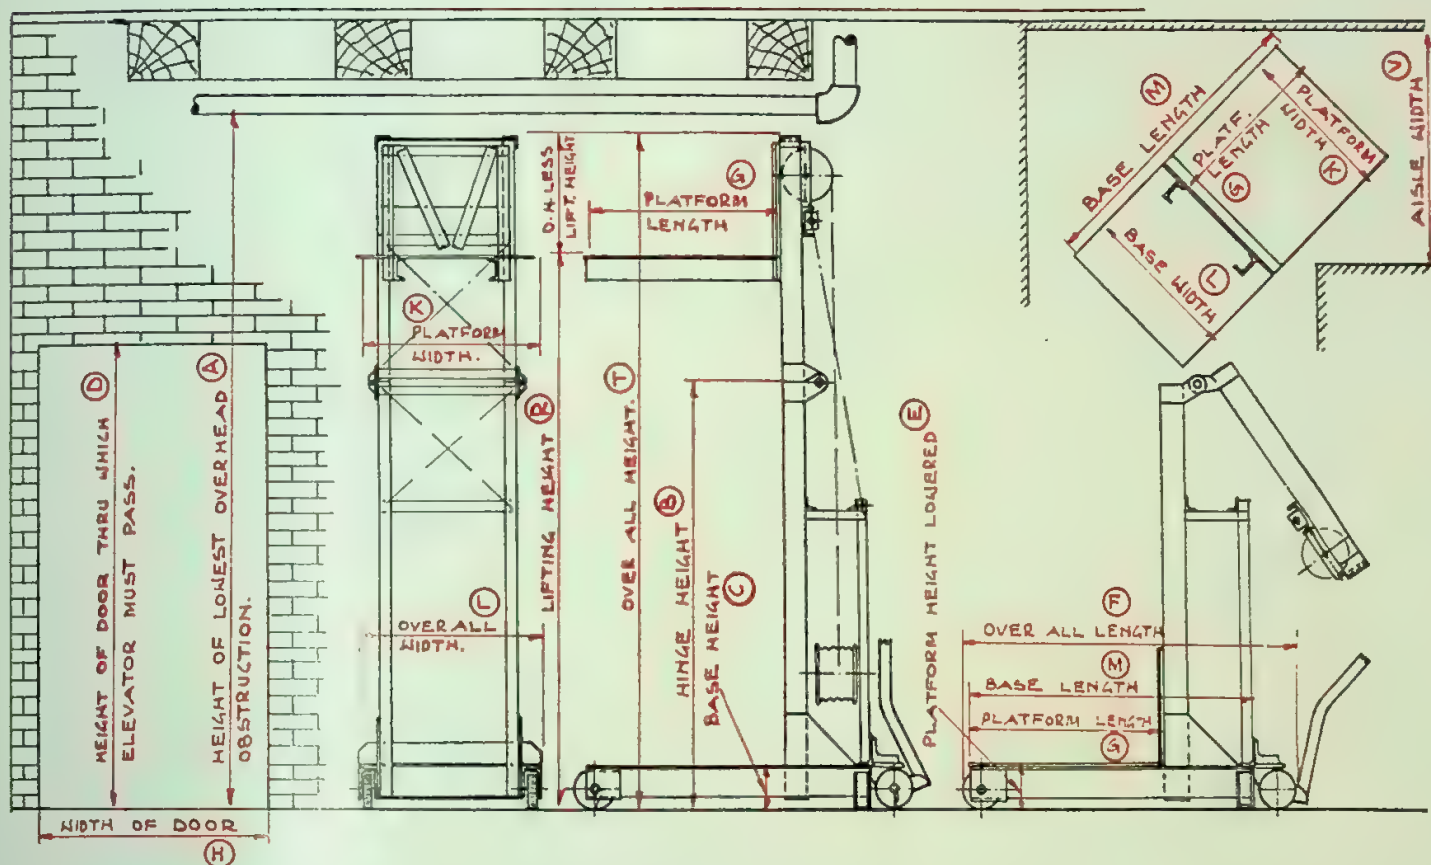 D
HEIGHT OF DOOR THRU WHICH
ELEVATOR MUST PASS.
A
HEIGHT OF LOWEST OVERHEAD
OBSTRUCTION.
WIDTH OF DOOR
H
K
PLATFORM
WIDTH.
L
OVERALL
WIDTH.
O.H. LESS
LIFT. HEIGHT
R
LIFTING HEIGHT
G
PLATFORM
LENGTH
T
OVER ALL HEIGHT.
B
HINGE HEIGHT
C
BASE HEIGHT
E
PLATFORM HEIGHT LOWERED
F
OVER ALL LENGTH
M
BASE LENGTH
PLATFORM LENGTH
G
M
BASE LENGTH
PLATF.
LENGTH
G
PLATFORM
WIDTH
K
BASE WIDTH
L
V
AISLE WIDTH